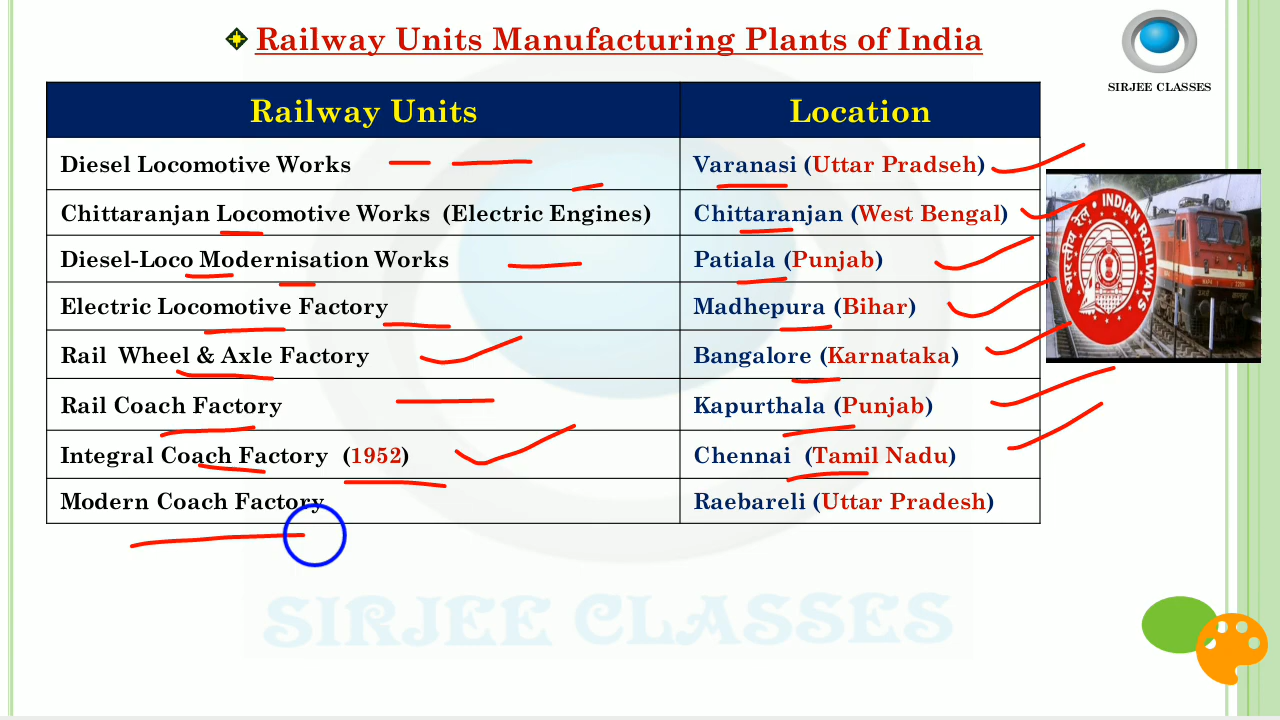 Railway Units Manufacturing Plants of India
SIRJEE CLASSES
Railway Units Location
Diesel Locomotive Works Varanasi (Uttar Pradseh)
Chittaranjan Locomotive Works (Electric Engines) Chittaranjan (West Bengal)
Diesel-Loco Modernisation Works Patiala (Punjab)
Electric Locomotive Factory Madhepura (Bihar)
Rail Wheel & Axle Factory Bangalore (Karnataka)
Rail Coach Factory Kapurthala (Punjab)
Integral Coach Factory (1952) Chennai (Tamil Nadu)
Modern Coach Factory Raebareli (Uttar Pradesh)
भारतीय रेल • INDIAN RAILWAYS
SIRJEE CLASSES